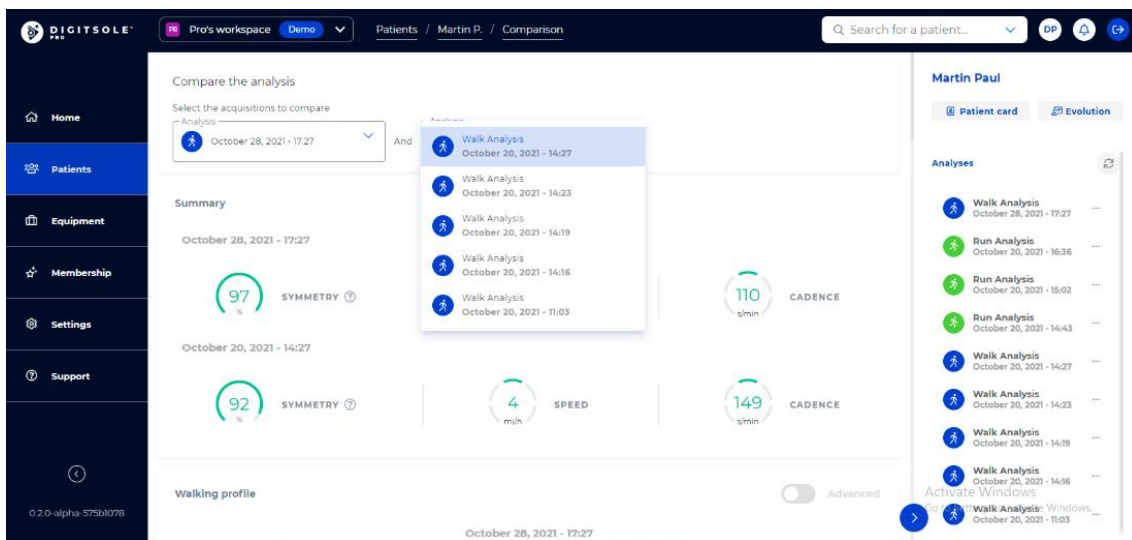 DIGITSOLE
PRO
PR Pro's workspace Demo
Patients / Martin P. / Comparison
Search for a patient...
DP
Home
Patients
Equipment
Membership
Settings
Support
0.2.0-alpha-575b1078
Compare the analysis
Select the acquisitions to compare
Analysis
October 28, 2021 - 17:27
And
Analysis
Walk Analysis
October 20, 2021 - 14:27
Walk Analysis
October 20, 2021 - 14:23
Walk Analysis
October 20, 2021 - 14:19
Walk Analysis
October 20, 2021 - 14:16
Walk Analysis
October 20, 2021 - 11:03
Summary
October 28, 2021 - 17:27
97 % SYMMETRY ?
110 s/min CADENCE
October 20, 2021 - 14:27
92 % SYMMETRY ?
4 mi/h SPEED
149 s/min CADENCE
Walking profile
Advanced
October 28, 2021 - 17:27
Martin Paul
Patient card
Evolution
Analyses
Walk Analysis
October 28, 2021 - 17:27
Run Analysis
October 20, 2021 - 16:36
Run Analysis
October 20, 2021 - 15:02
Run Analysis
October 20, 2021 - 14:43
Walk Analysis
October 20, 2021 - 14:27
Walk Analysis
October 20, 2021 - 14:23
Walk Analysis
October 20, 2021 - 14:19
Walk Analysis
October 20, 2021 - 14:16
Activate Windows
Walk Analysis
October 20, 2021 - 11:03
Go to Windows.